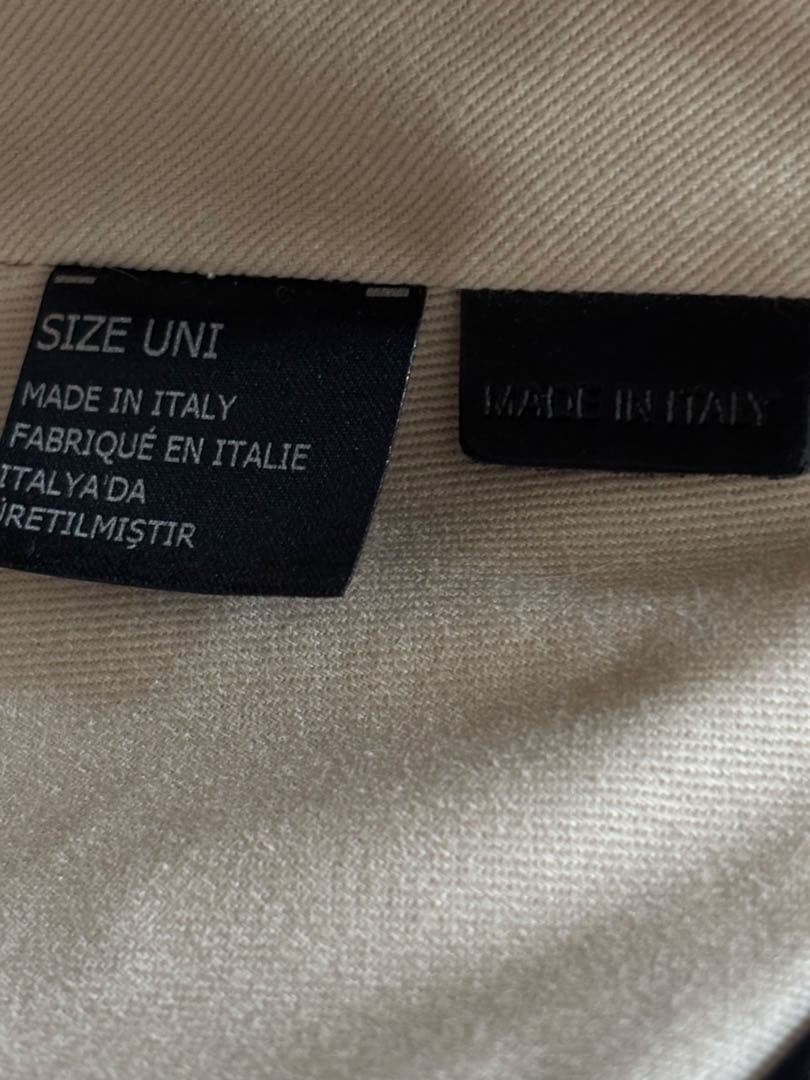 SIZE UNI
MADE IN ITALY
FABRIQUÉ EN ITALIE
ITALYA'DA
ÜRETILMIŞTIR
MADE IN ITALY